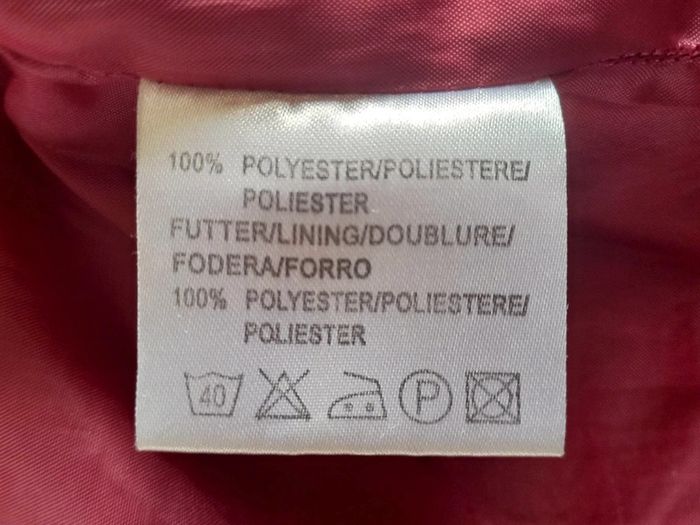 100% POLYESTER/POLIESTERE/
POLIESTER
FUTTER/LINING/DOUBLURE/
FODERA/FORRO
100% POLYESTER/POLIESTERE/
POLIESTER
40 P